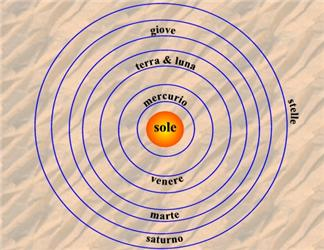 giove
terra & luna
mercurio
stelle
sole
venere
marte
saturno